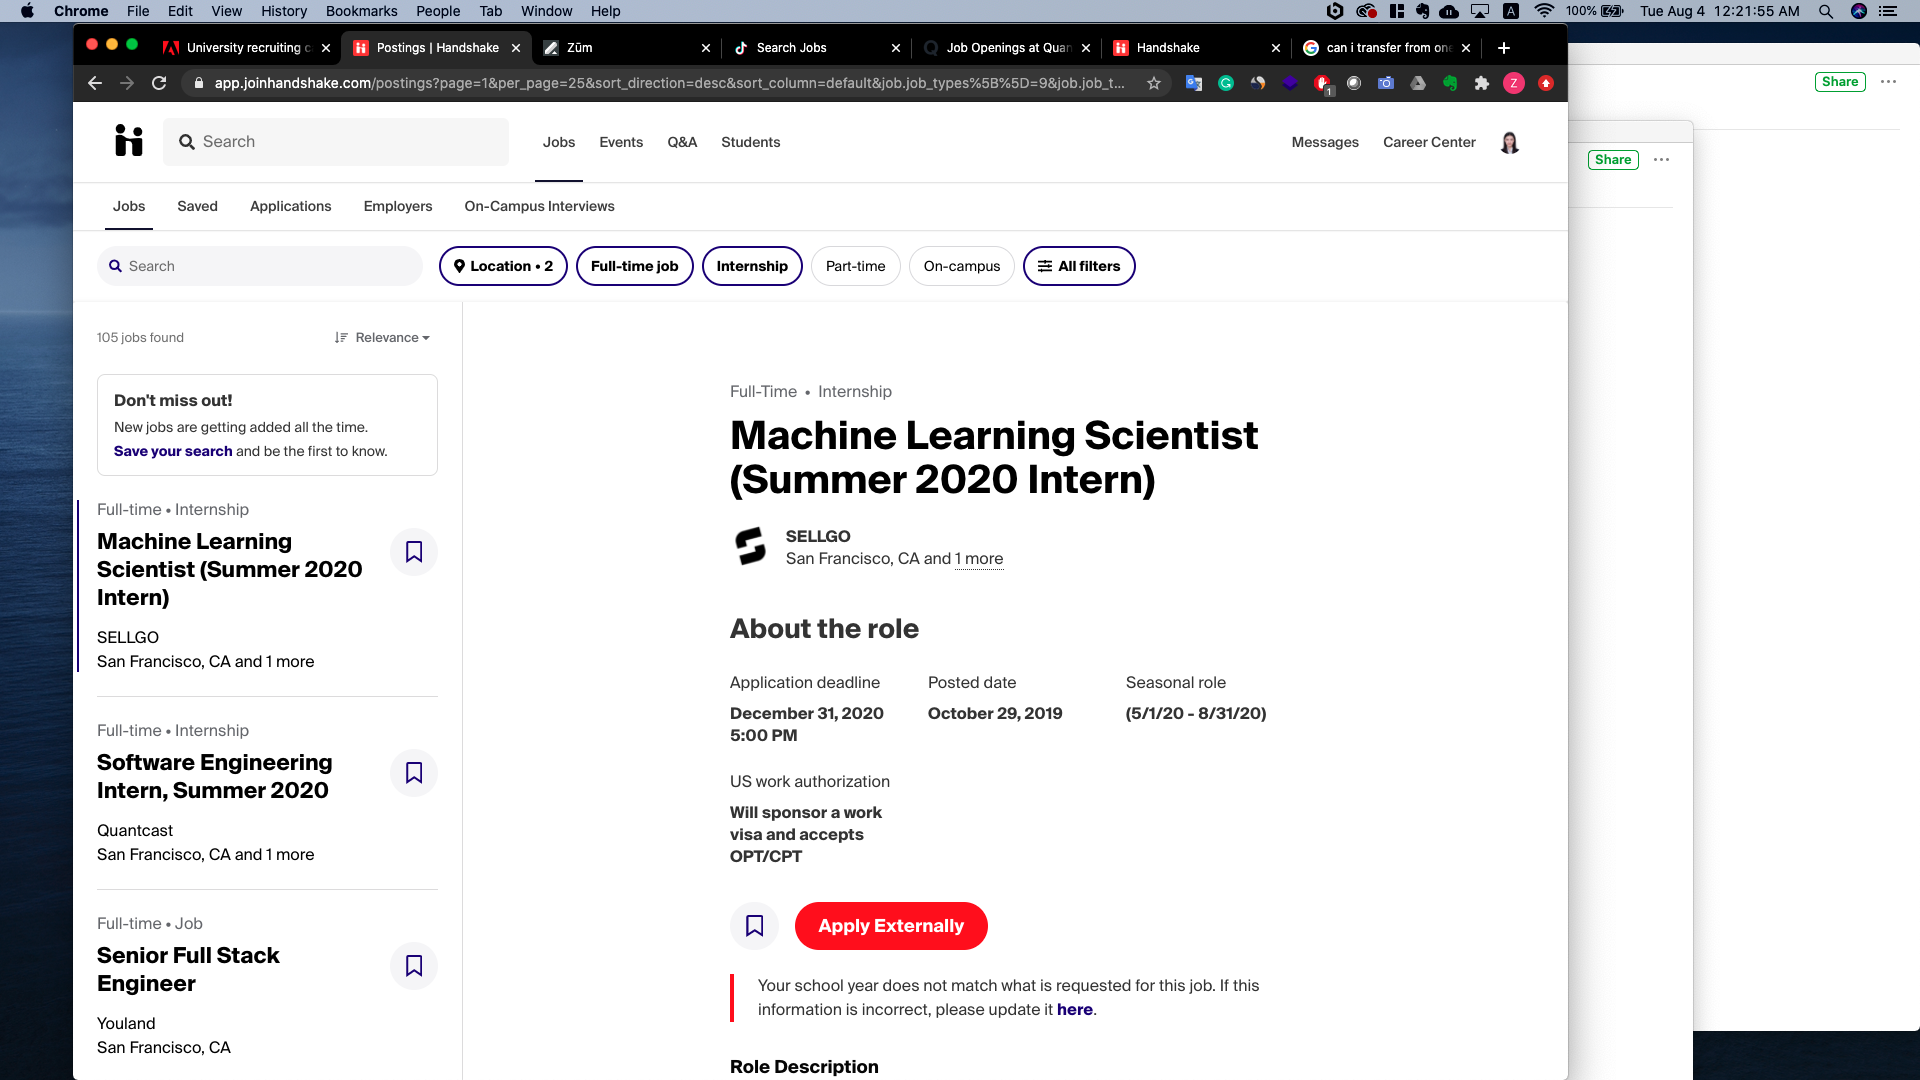 Chrome File Edit View History Bookmarks People Tab Window Help
A 100% Tue Aug 4 12:21:55 AM
University recruiting c
Postings | Handshake
Zūm
Search Jobs
Job Openings at Quan
Handshake
can i transfer from one
app.joinhandshake.com/postings?page=1&per_page=25&sort_direction=desc&sort_column=default&job.job_types%5B%5D=9&job.job_t...
1
Z
Share
Share
Search
Jobs Events Q&A Students
Messages Career Center
Jobs Saved Applications Employers On-Campus Interviews
Search
Location • 2
Full-time job
Internship
Part-time
On-campus
All filters
105 jobs found
Relevance
Don't miss out!
New jobs are getting added all the time.
Save your search and be the first to know.
Full-time • Internship
Machine Learning
Scientist (Summer 2020
Intern)
SELLGO
San Francisco, CA and 1 more
Full-time • Internship
Software Engineering
Intern, Summer 2020
Quantcast
San Francisco, CA and 1 more
Full-time • Job
Senior Full Stack
Engineer
Youland
San Francisco, CA
Full-Time • Internship
Machine Learning Scientist
(Summer 2020 Intern)
SELLGO
San Francisco, CA and 1 more
About the role
Application deadline
December 31, 2020
5:00 PM
Posted date
October 29, 2019
Seasonal role
(5/1/20 - 8/31/20)
US work authorization
Will sponsor a work
visa and accepts
OPT/CPT
Apply Externally
Your school year does not match what is requested for this job. If this
information is incorrect, please update it here.
Role Description